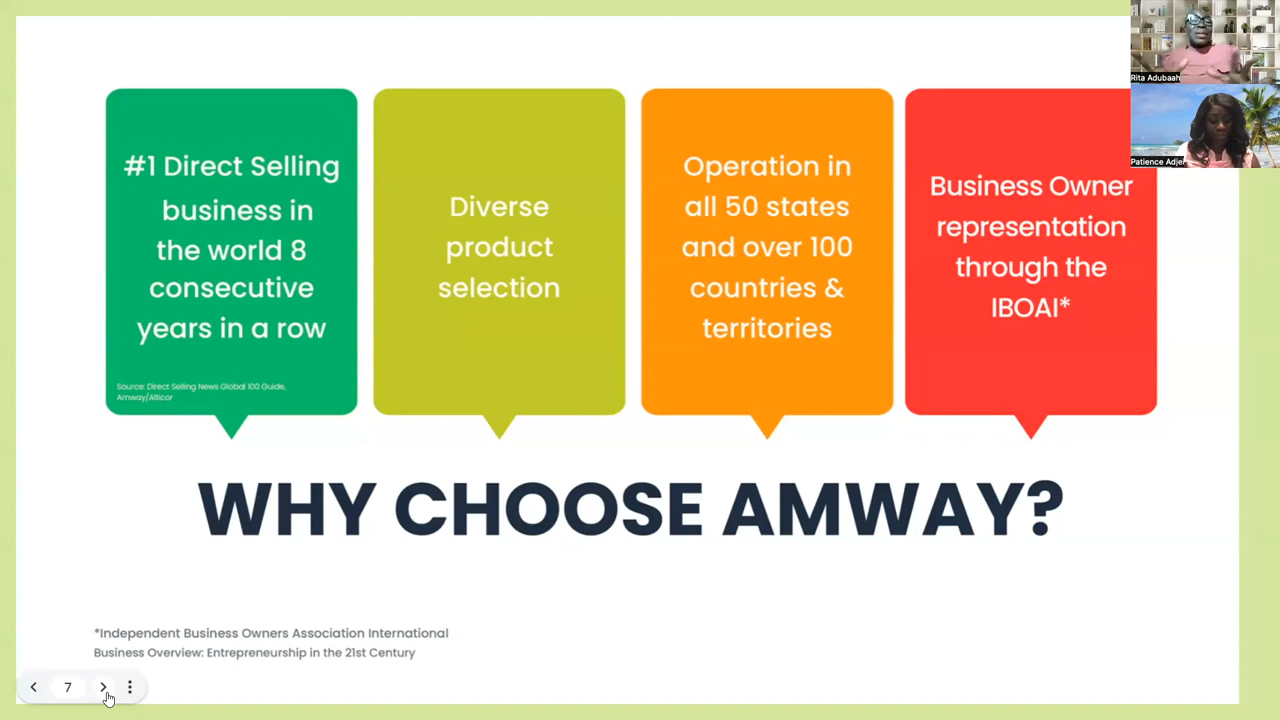 #1 Direct Selling
business in
the world 8
consecutive
years in a row
Source: Direct Selling News Global 100 Guide,
Amway/Alticor
Diverse
product
selection
Operation in
all 50 states
and over 100
countries &
territories
Business Owner
representation
through the
IBOAI*
WHY CHOOSE AMWAY?
*Independent Business Owners Association International
Business Overview: Entrepreneurship in the 21st Century
7
Rita Adubaah
Patience Adjei